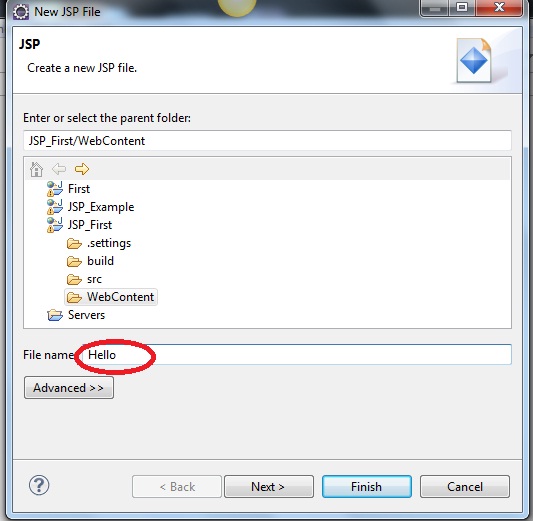 New JSP File
JSP
Create a new JSP file.
Enter or select the parent folder:
JSP_First/WebContent
First
JSP_Example
JSP_First
.settings
build
src
WebContent
Servers
File name: Hello
Advanced >>
? < Back Next > Finish Cancel